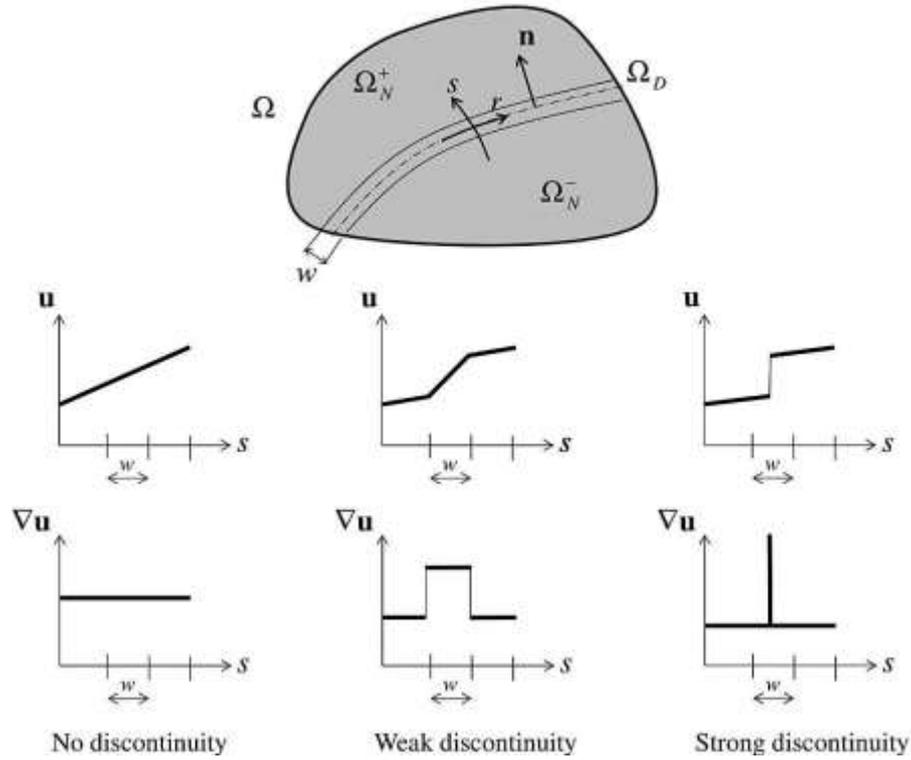 n
Ω_N^+
s
Ω_D
r
Ω
Ω_N^-
w
u u u
s s s
w w w
∇u ∇u ∇u
s s s
w w w
No discontinuity Weak discontinuity Strong discontinuity